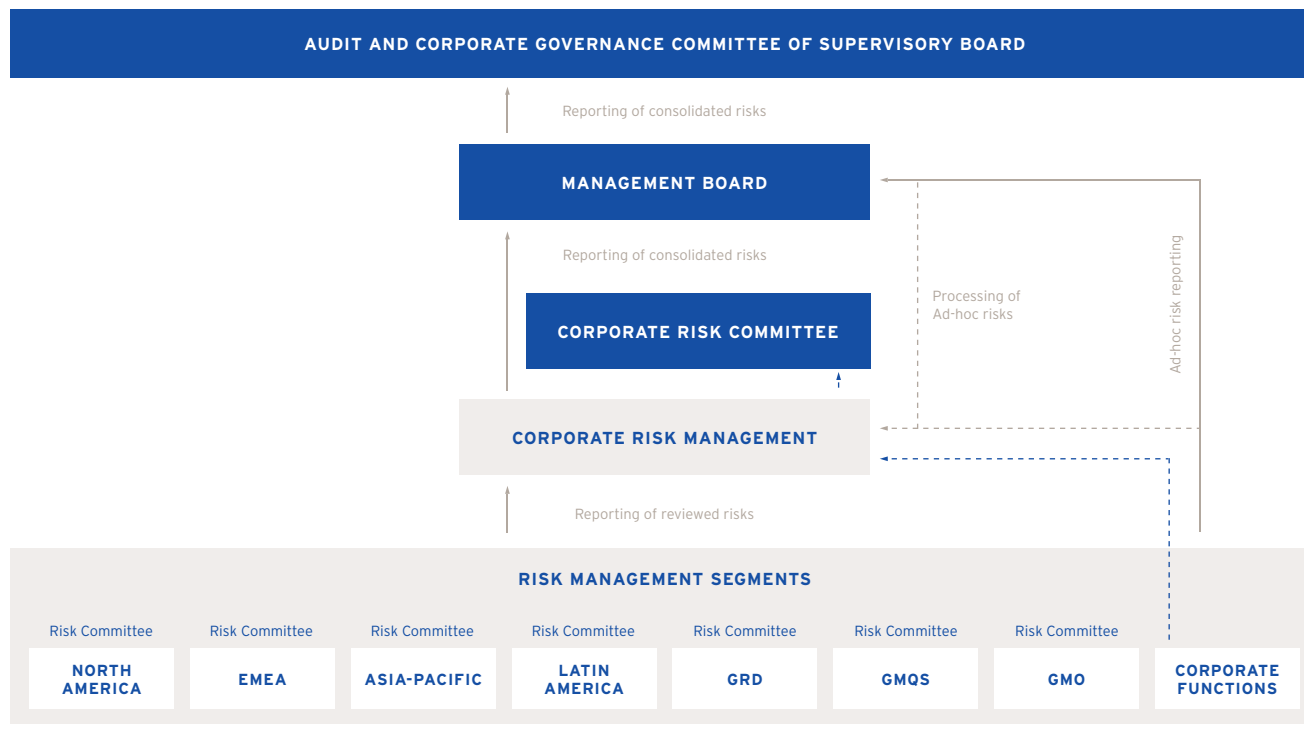 AUDIT AND CORPORATE GOVERNANCE COMMITTEE OF SUPERVISORY BOARD
Reporting of consolidated risks
MANAGEMENT BOARD
Reporting of consolidated risks
Ad-hoc risk reporting
Processing of
Ad-hoc risks
CORPORATE RISK COMMITTEE
CORPORATE RISK MANAGEMENT
Reporting of reviewed risks
RISK MANAGEMENT SEGMENTS
Risk Committee
Risk Committee
Risk Committee
Risk Committee
Risk Committee
Risk Committee
Risk Committee
NORTH
AMERICA
EMEA
ASIA-PACIFIC
LATIN
AMERICA
GRD
GMQS
GMO
CORPORATE
FUNCTIONS